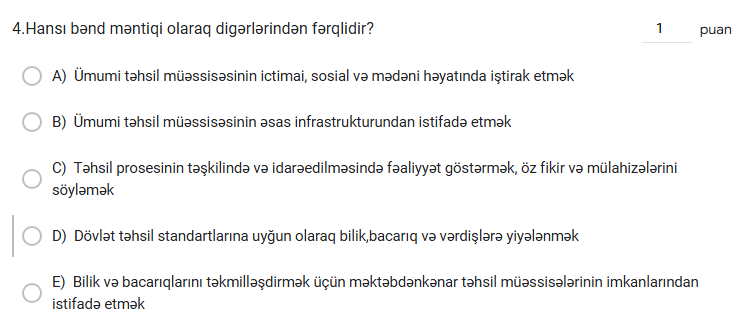 4.Hansı bənd məntiqi olaraq digərlərindən fərqlidir?
1 puan
A) Ümumi təhsil müəssisəsinin ictimai, sosial və mədəni həyatında iştirak etmək
B) Ümumi təhsil müəssisəsinin əsas infrastrukturundan istifadə etmək
C) Təhsil prosesinin təşkilində və idarəedilməsində fəaliyyət göstərmək, öz fikir və mülahizələrini
söyləmək
D) Dövlət təhsil standartlarına uyğun olaraq bilik,bacarıq və vərdişlərə yiyələnmək
E) Bilik və bacarıqlarını təkmilləşdirmək üçün məktəbdənkənar təhsil müəssisələrinin imkanlarından
istifadə etmək